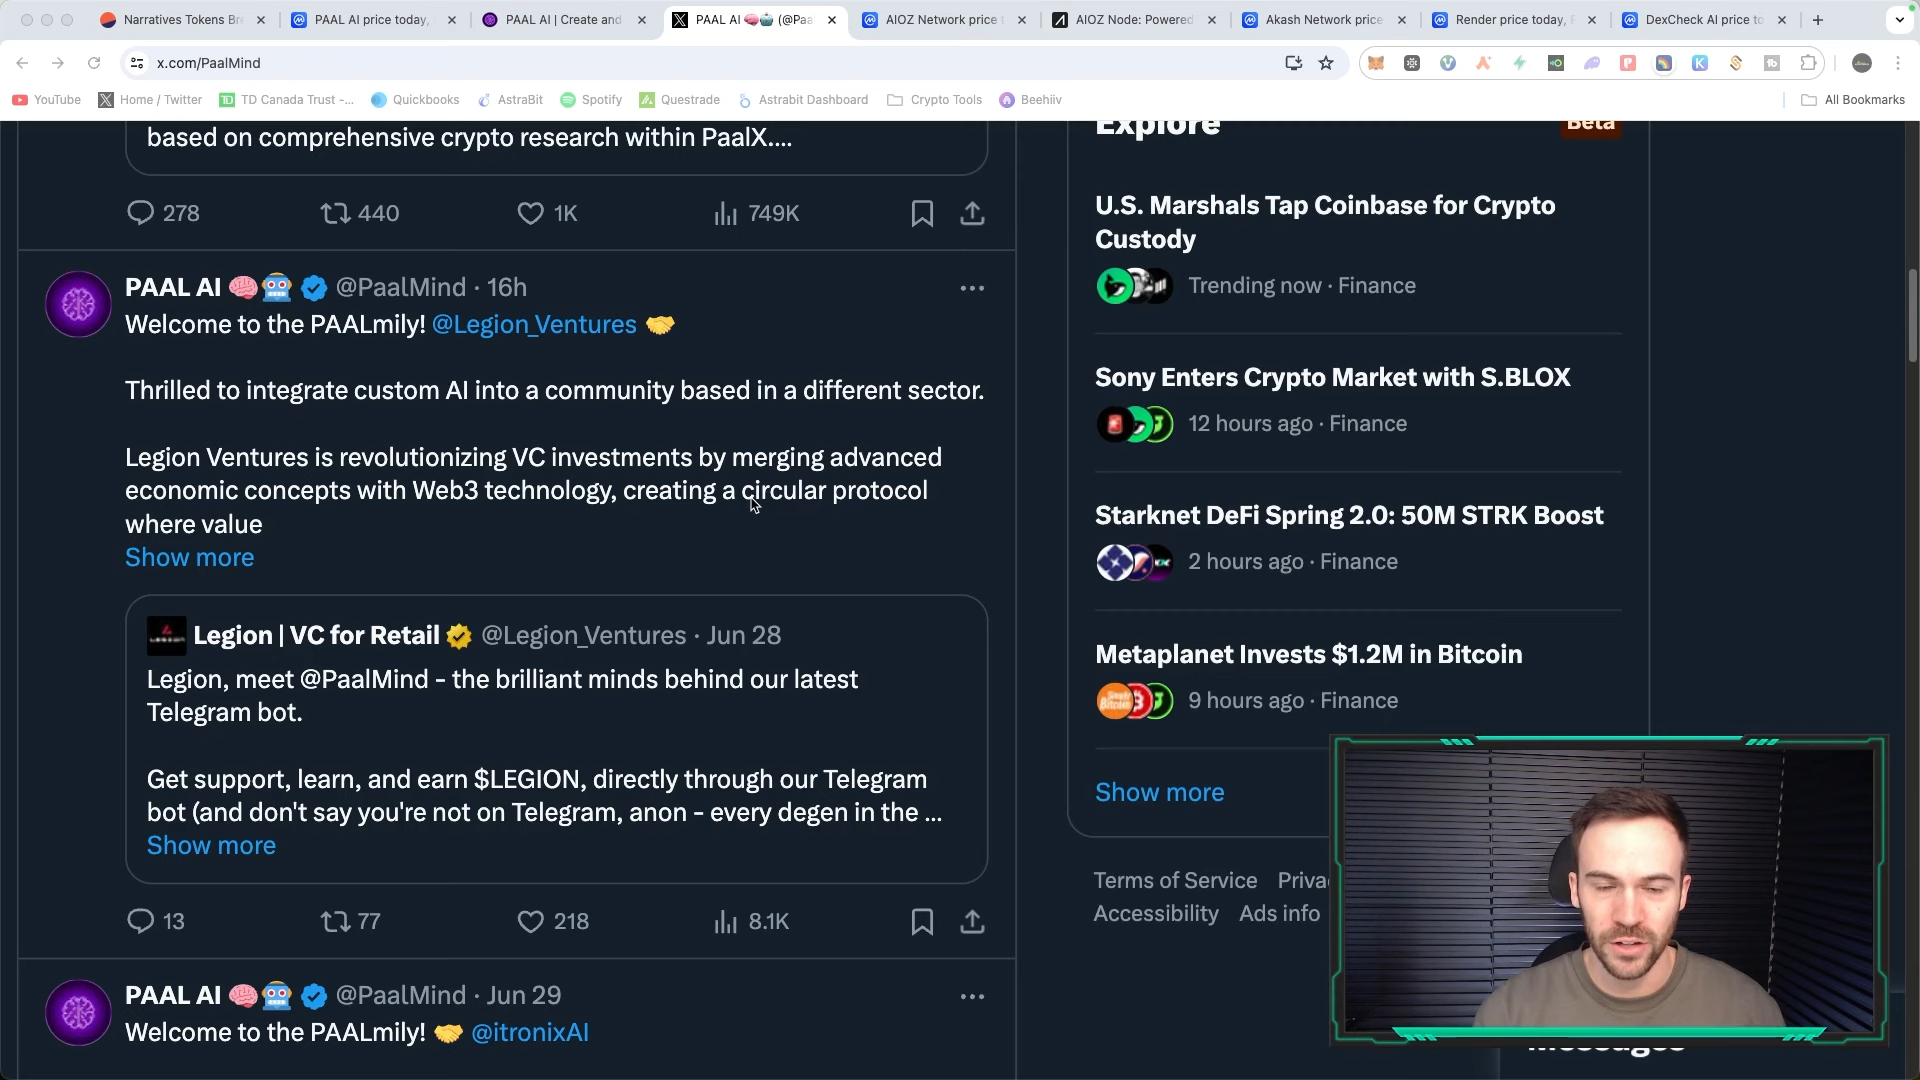 Narratives Tokens Br
PAAL AI price today,
PAAL AI | Create and
PAAL AI 🧠🤖 (@Paa
AIOZ Network price t
AIOZ Node: Powered
Akash Network price
Render price today,
DexCheck AI price to
x.com/PaalMind
YouTube
Home / Twitter
TD Canada Trust -...
Quickbooks
AstraBit
Spotify
Questrade
Astrabit Dashboard
Crypto Tools
Beehiiv
All Bookmarks
based on comprehensive crypto research within PaalX....
278
440
1K
749K
PAAL AI 🧠🤖 @PaalMind · 16h
Welcome to the PAALmily! @Legion_Ventures 🤝
Thrilled to integrate custom AI into a community based in a different sector.
Legion Ventures is revolutionizing VC investments by merging advanced
economic concepts with Web3 technology, creating a circular protocol
where value
Show more
Legion | VC for Retail @Legion_Ventures · Jun 28
Legion, meet @PaalMind - the brilliant minds behind our latest
Telegram bot.
Get support, learn, and earn $LEGION, directly through our Telegram
bot (and don't say you're not on Telegram, anon - every degen in the ...
Show more
13
77
218
8.1K
PAAL AI 🧠🤖 @PaalMind · Jun 29
Welcome to the PAALmily! 🤝 @itronixAI
Explore
Beta
U.S. Marshals Tap Coinbase for Crypto
Custody
Trending now · Finance
Sony Enters Crypto Market with S.BLOX
12 hours ago · Finance
Starknet DeFi Spring 2.0: 50M STRK Boost
2 hours ago · Finance
Metaplanet Invests $1.2M in Bitcoin
9 hours ago · Finance
Show more
Terms of Service Priva
Accessibility Ads info
Messages